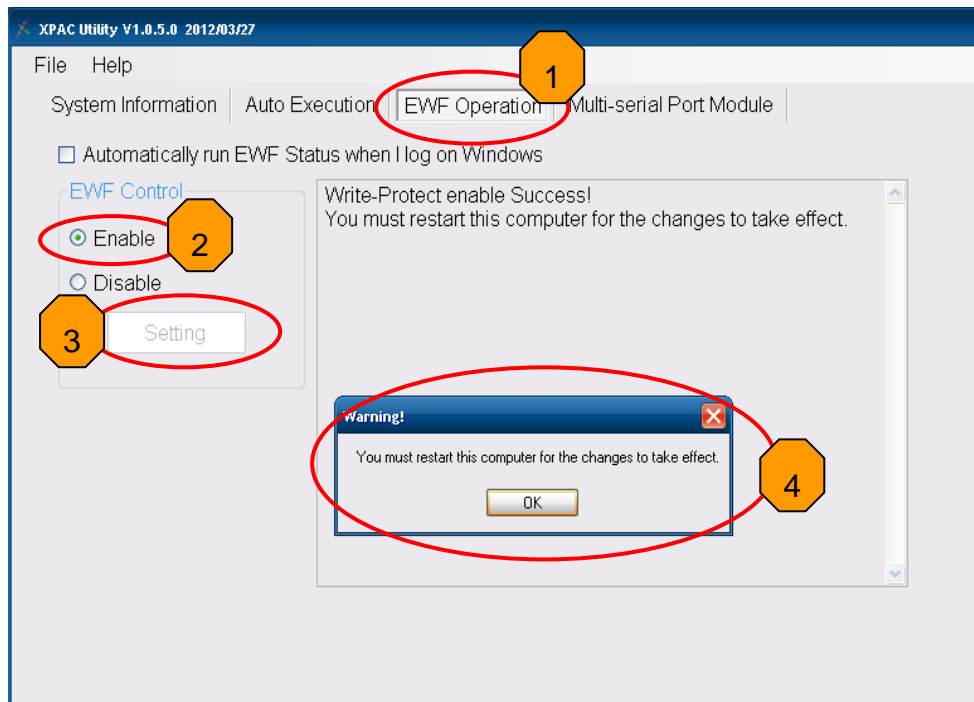 XPAC Utility V1.0.5.0 2012/03/27
File Help
1
System Information Auto Execution EWF Operation Multi-serial Port Module
Automatically run EWF Status when I log on Windows
EWF Control
Enable
2
Disable
3
Setting
Write-Protect enable Success!
You must restart this computer for the changes to take effect.
Warning!
You must restart this computer for the changes to take effect.
OK
4